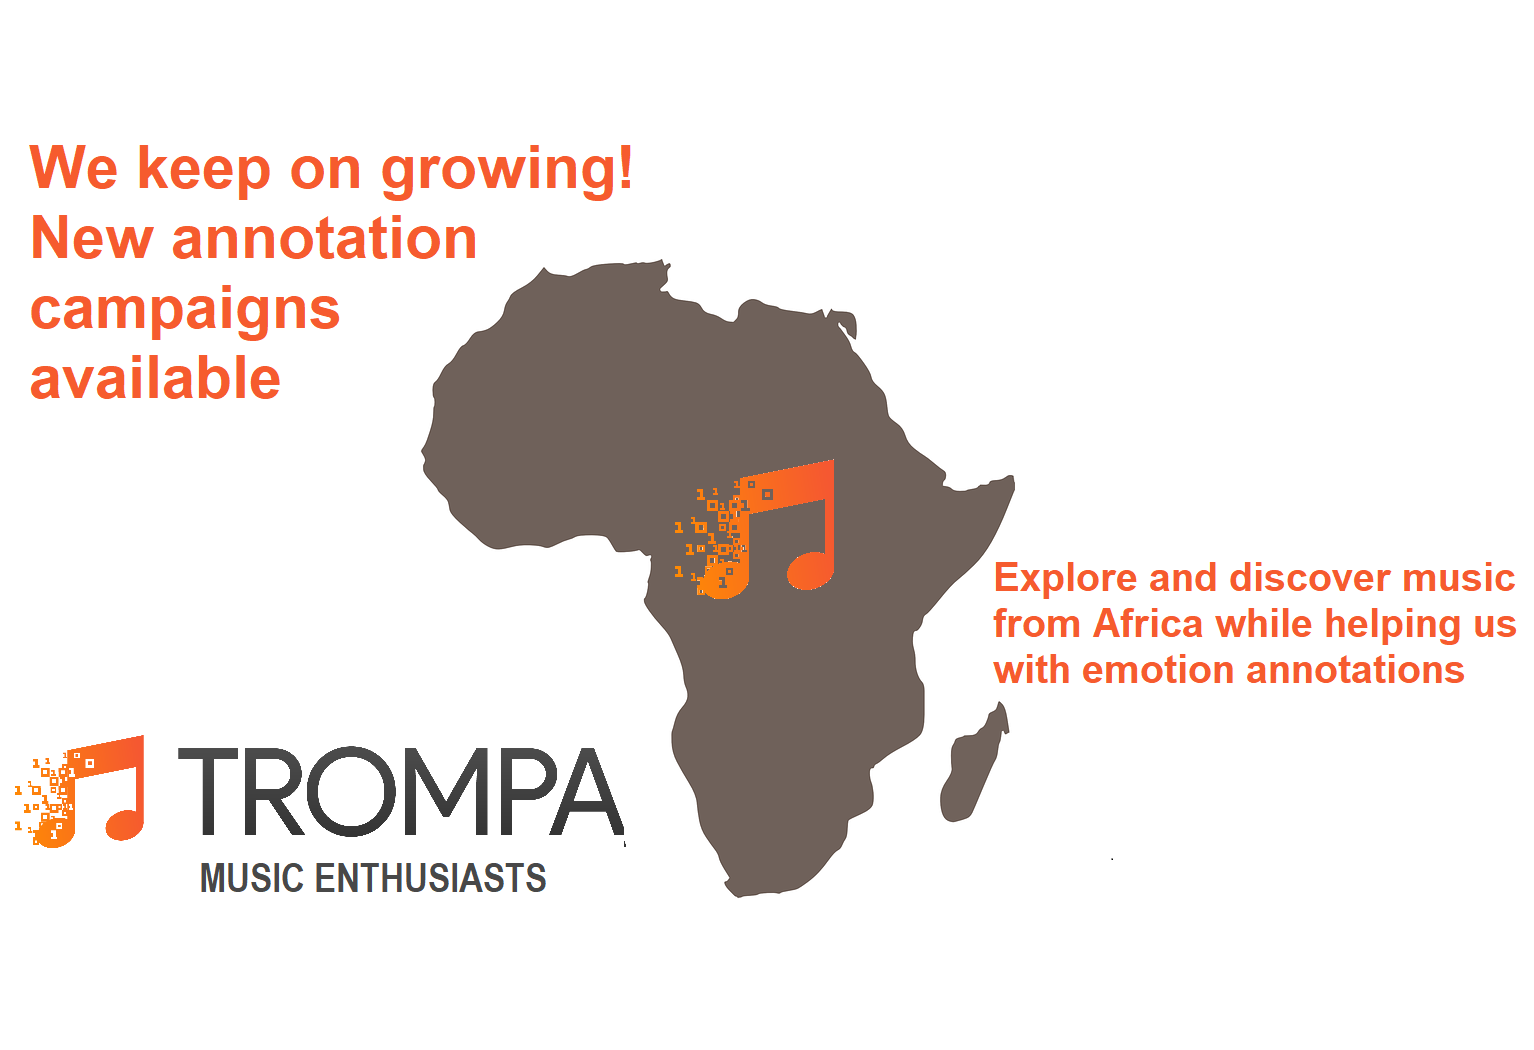 We keep on growing!
New annotation
campaigns
available
Explore and discover music
from Africa while helping us
with emotion annotations
TROMPA
MUSIC ENTHUSIASTS